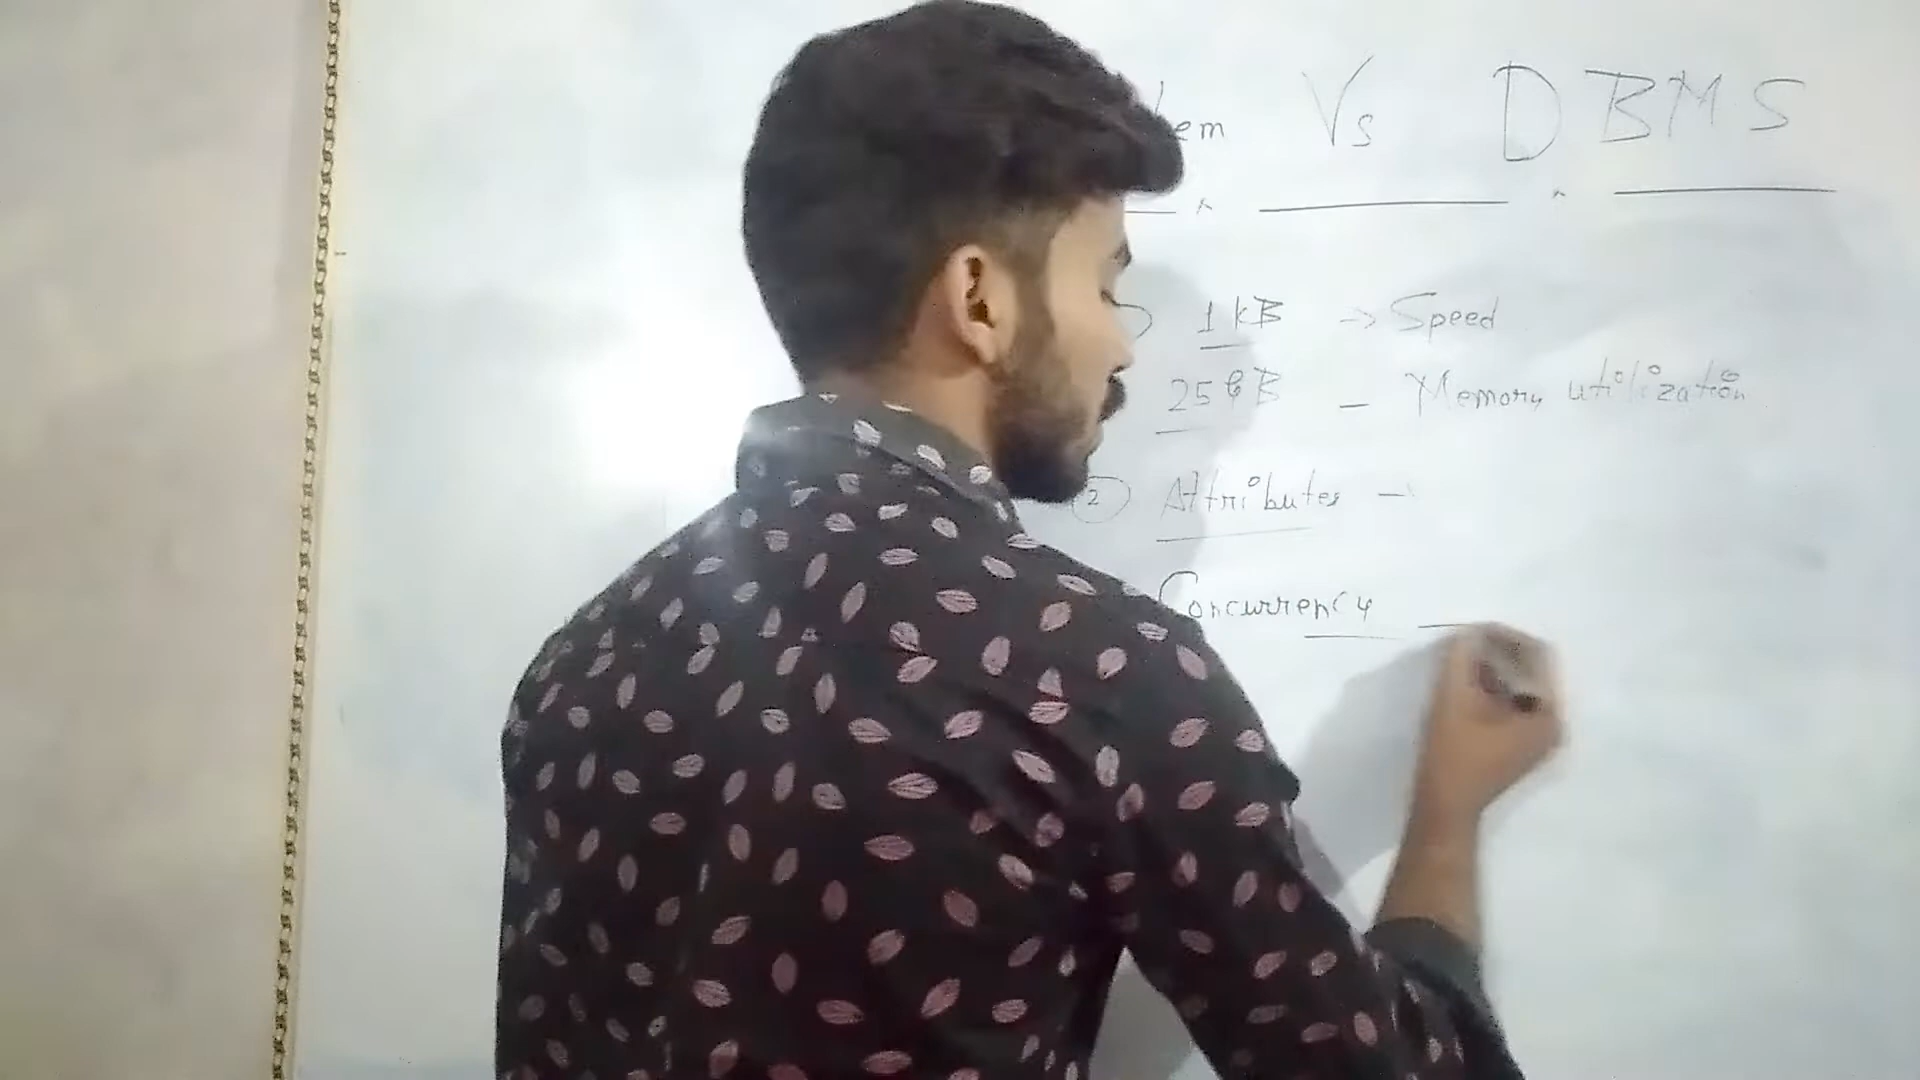 em Vs DBMS
1 kB -> Speed
25 GB - Memory utilization
2 Attributes -
Concurrency -